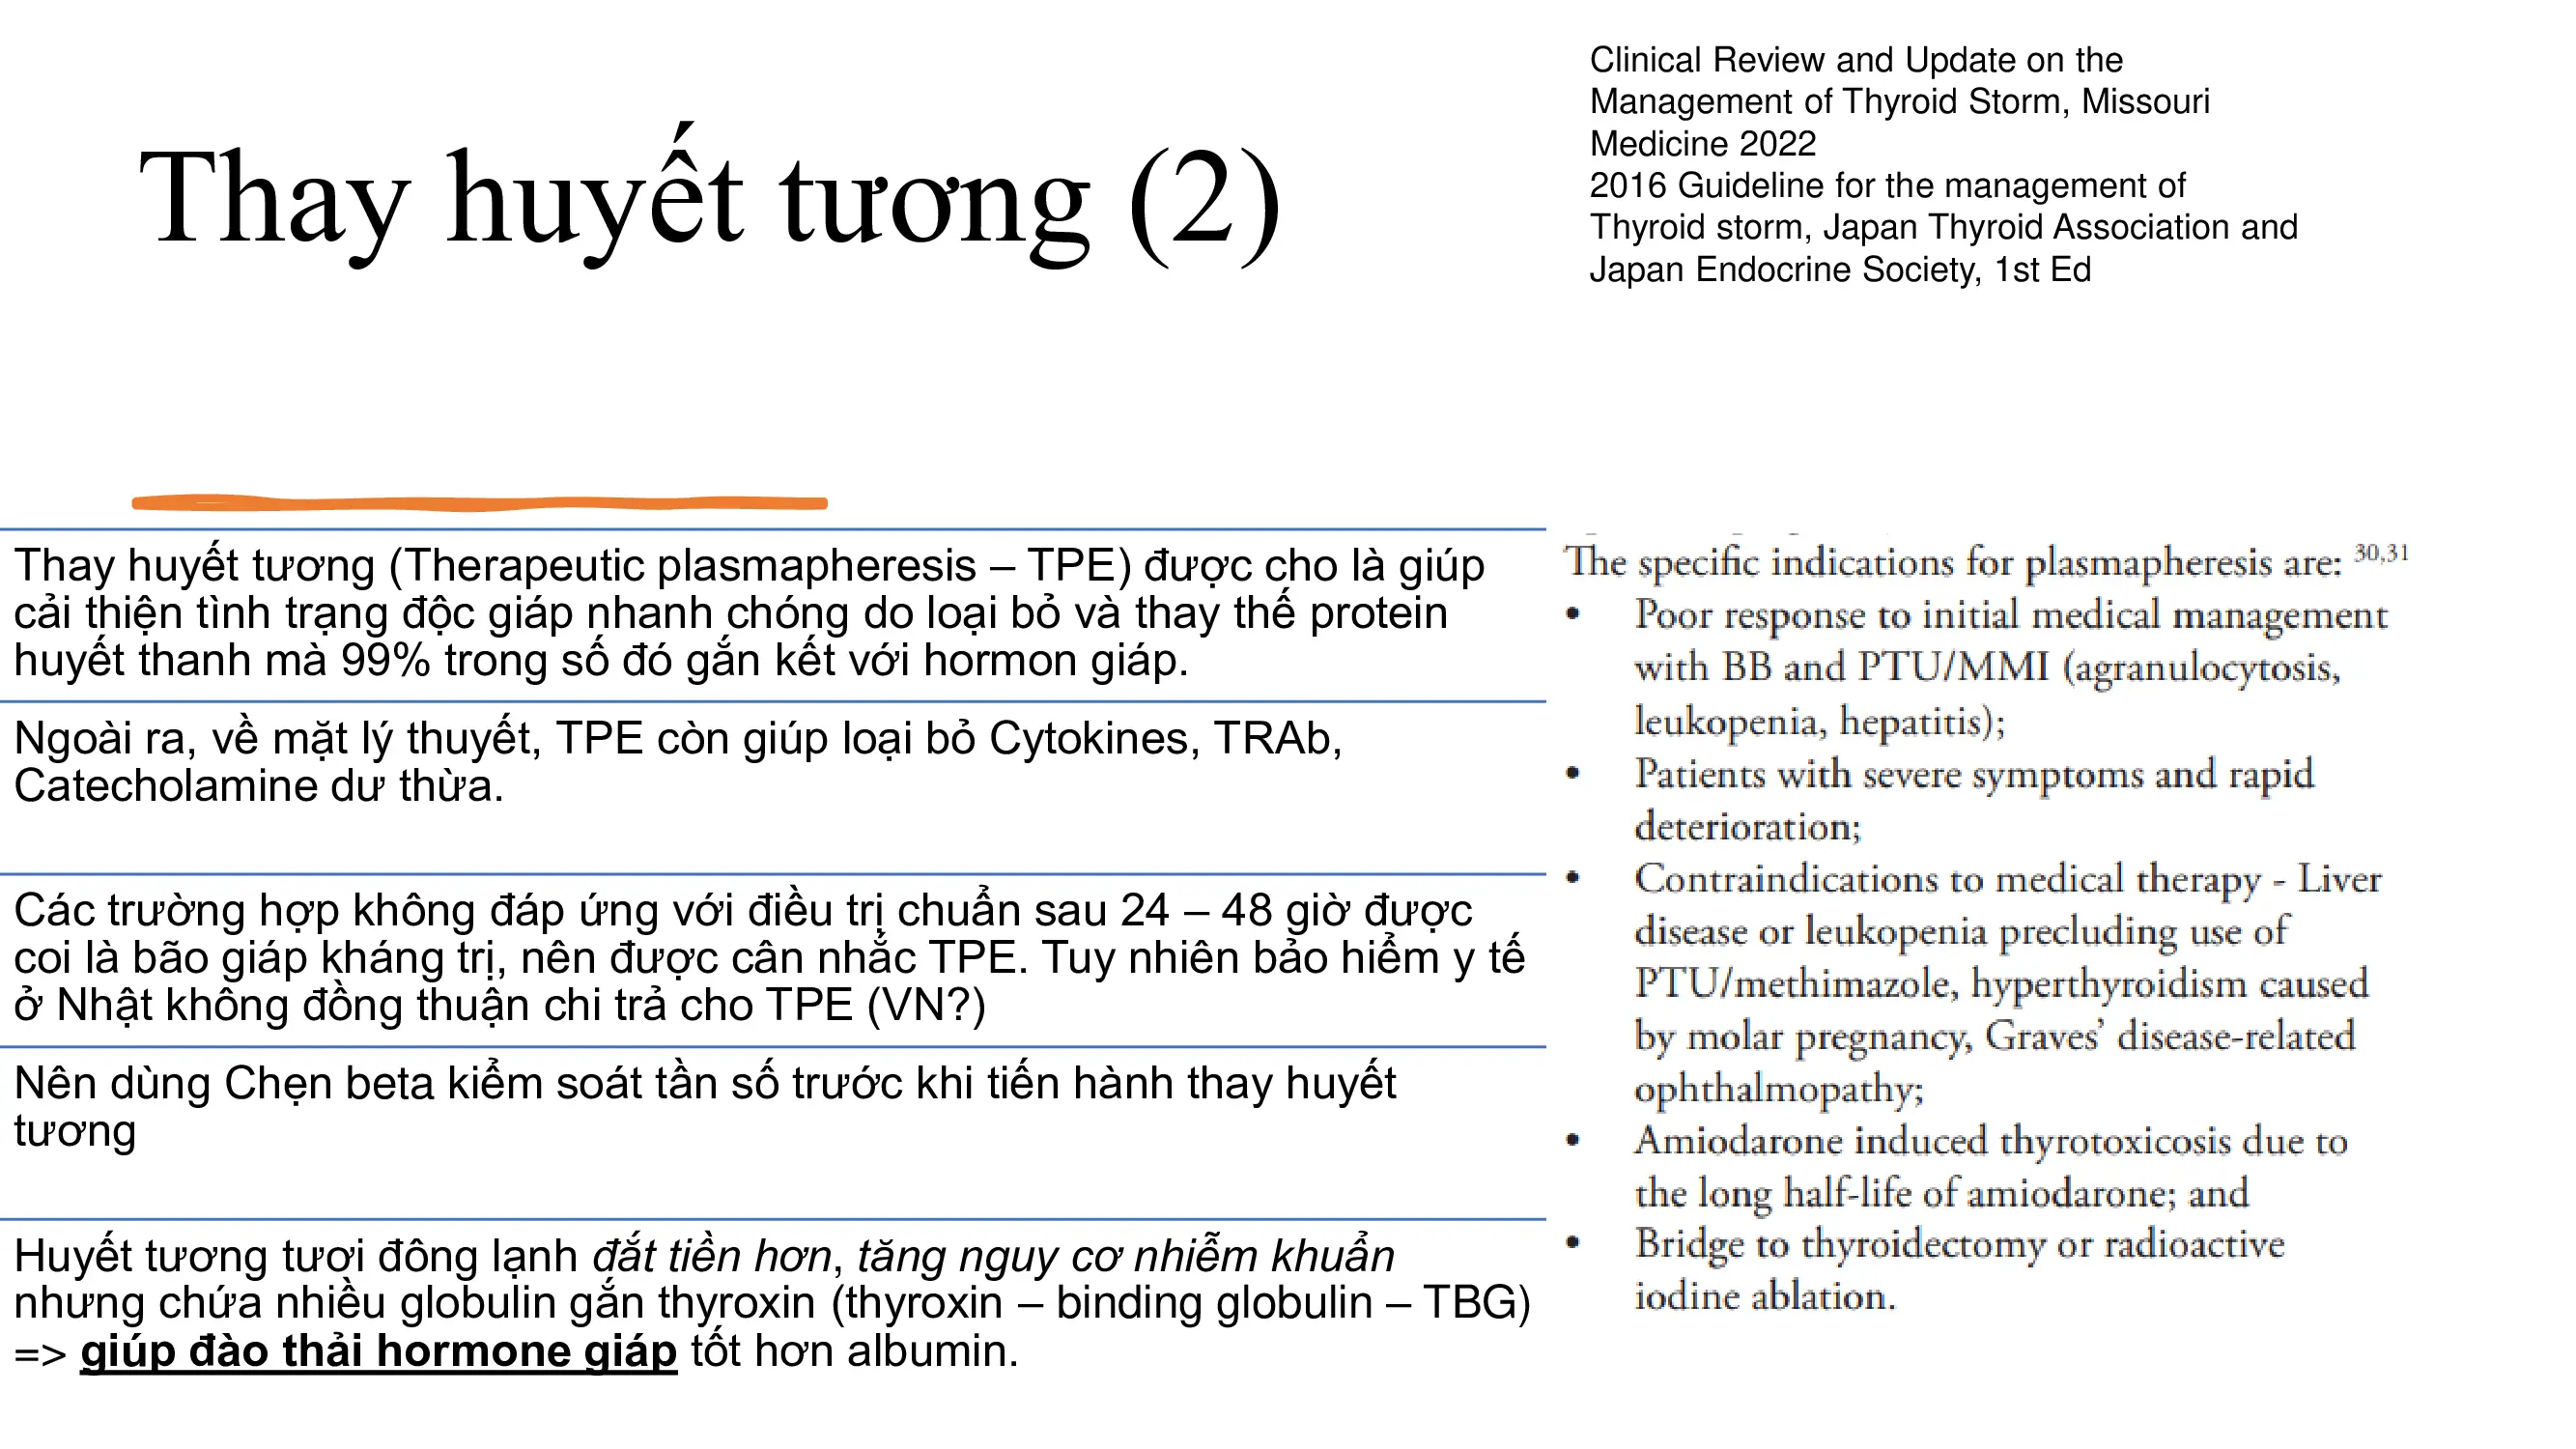 Thay huyết tương (2)
Clinical Review and Update on the
Management of Thyroid Storm, Missouri
Medicine 2022
2016 Guideline for the management of
Thyroid storm, Japan Thyroid Association and
Japan Endocrine Society, 1st Ed
Thay huyết tương (Therapeutic plasmapheresis – TPE) được cho là giúp
cải thiện tình trạng độc giáp nhanh chóng do loại bỏ và thay thế protein
huyết thanh mà 99% trong số đó gắn kết với hormon giáp.
Ngoài ra, về mặt lý thuyết, TPE còn giúp loại bỏ Cytokines, TRAb,
Catecholamine dư thừa.
Các trường hợp không đáp ứng với điều trị chuẩn sau 24 – 48 giờ được
coi là bão giáp kháng trị, nên được cân nhắc TPE. Tuy nhiên bảo hiểm y tế
ở Nhật không đồng thuận chi trả cho TPE (VN?)
Nên dùng Chẹn beta kiểm soát tần số trước khi tiến hành thay huyết
tương
Huyết tương tươi đông lạnh đắt tiền hơn, tăng nguy cơ nhiễm khuẩn
nhưng chứa nhiều globulin gắn thyroxin (thyroxin – binding globulin – TBG)
=> giúp đào thải hormone giáp tốt hơn albumin.
The specific indications for plasmapheresis are: 30,31
• Poor response to initial medical management
with BB and PTU/MMI (agranulocytosis,
leukopenia, hepatitis);
• Patients with severe symptoms and rapid
deterioration;
• Contraindications to medical therapy - Liver
disease or leukopenia precluding use of
PTU/methimazole, hyperthyroidism caused
by molar pregnancy, Graves’ disease-related
ophthalmopathy;
• Amiodarone induced thyrotoxicosis due to
the long half-life of amiodarone; and
• Bridge to thyroidectomy or radioactive
iodine ablation.